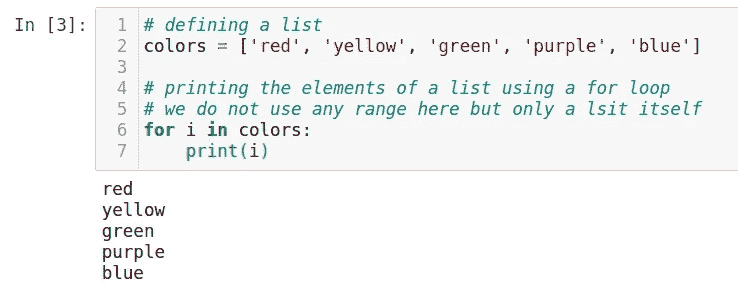 In [3]:
1 # defining a list
2 colors = ['red', 'yellow', 'green', 'purple', 'blue']
3
4 # printing the elements of a list using a for loop
5 # we do not use any range here but only a lsit itself
6 for i in colors:
7     print(i)
red
yellow
green
purple
blue